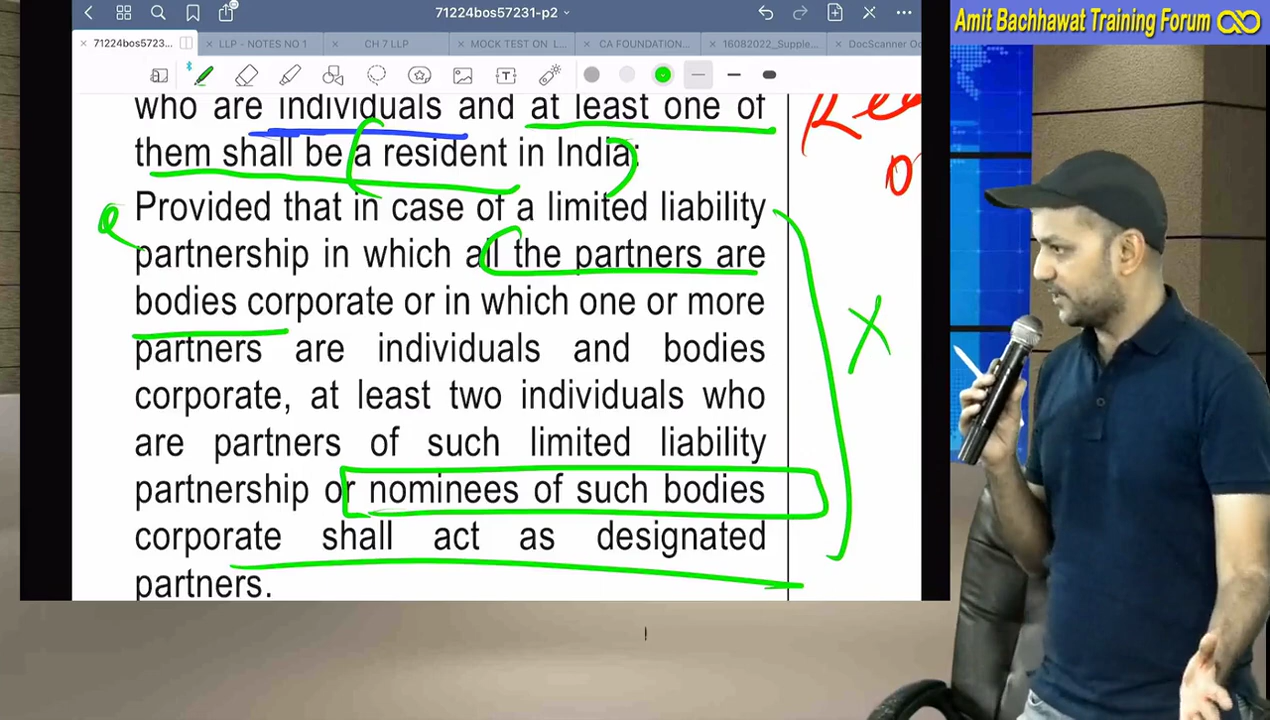 71224bos57231-p2
Amit Bachhawat Training Forum
71224bos5723...
LLP - NOTES NO 1
CH 7 LLP
MOCK TEST ON L...
CA FOUNDATION...
16082022_Supple...
DocScanner Oc
who are individuals and at least one of
them shall be a resident in India:
Provided that in case of a limited liability
partnership in which all the partners are
bodies corporate or in which one or more
partners are individuals and bodies
corporate, at least two individuals who
are partners of such limited liability
partnership or nominees of such bodies
corporate shall act as designated
partners.
X